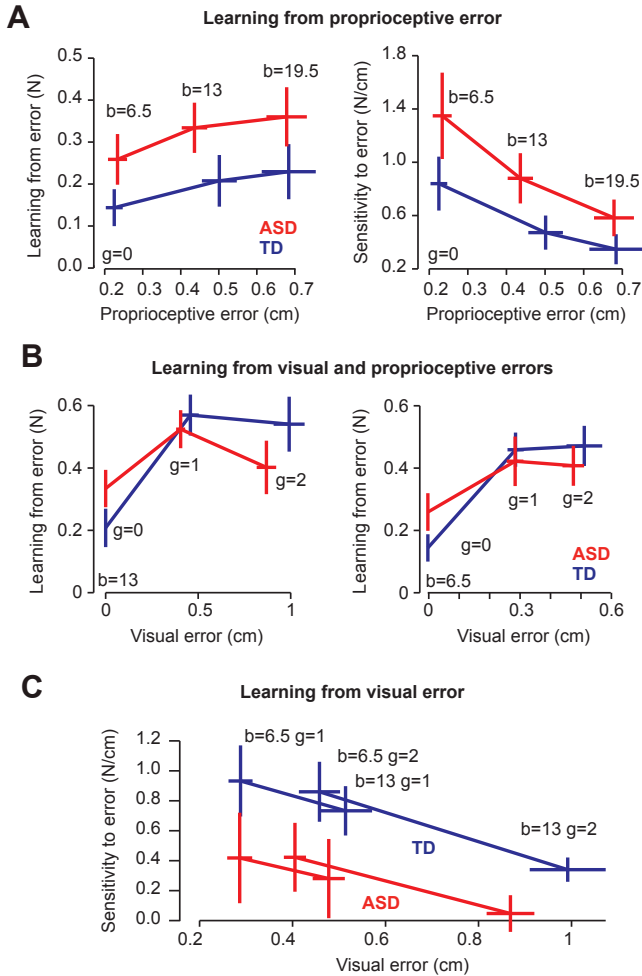 A
Learning from proprioceptive error
Learning from error (N)
0.5
0.4
0.3
0.2
0.1
0.0
b=6.5
b=13
b=19.5
ASD
TD
g=0
0.2 0.3 0.4 0.5 0.6 0.7
Proprioceptive error (cm)
Sensitivity to error (N/cm)
1.8
1.4
1.0
0.6
0.2
b=6.5
b=13
19.5
g=0
0.2 0.3 0.4 0.5 0.6 0.7
Proprioceptive error (cm)
B
Learning from visual and proprioceptive errors
Learning from error (N)
0.6
0.4
0.2
0
g=1
g=2
g=0
b=13
0 0.5 1
Visual error (cm)
Learning from error (N)
0.6
0.4
0.2
0
g=1
g=2
g=0
ASD
TD
b=6.5
0 0.3 0.6
Visual error (cm)
C
Learning from visual error
Sensitivity to error (N/cm)
1.2
1.0
0.8
0.6
0.4
0.2
0.0
b=6.5 g=1
b=6.5 g=2
b=13 g=1
b=13 g=2
TD
ASD
0.2 0.4 0.6 0.8 1
Visual error (cm)